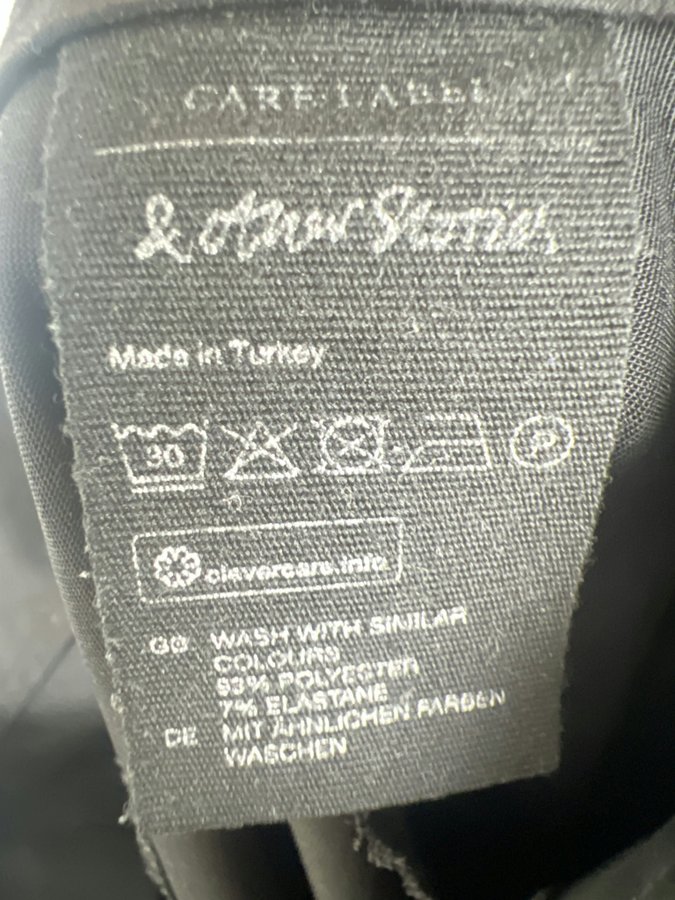 CARE LABEL
& Other Stories
Made in Turkey
30 P
clevercare.info
GB WASH WITH SIMILAR
COLOURS
93% POLYESTER
7% ELASTANE
DE MIT ÄHNLICHEN FARBEN
WASCHEN